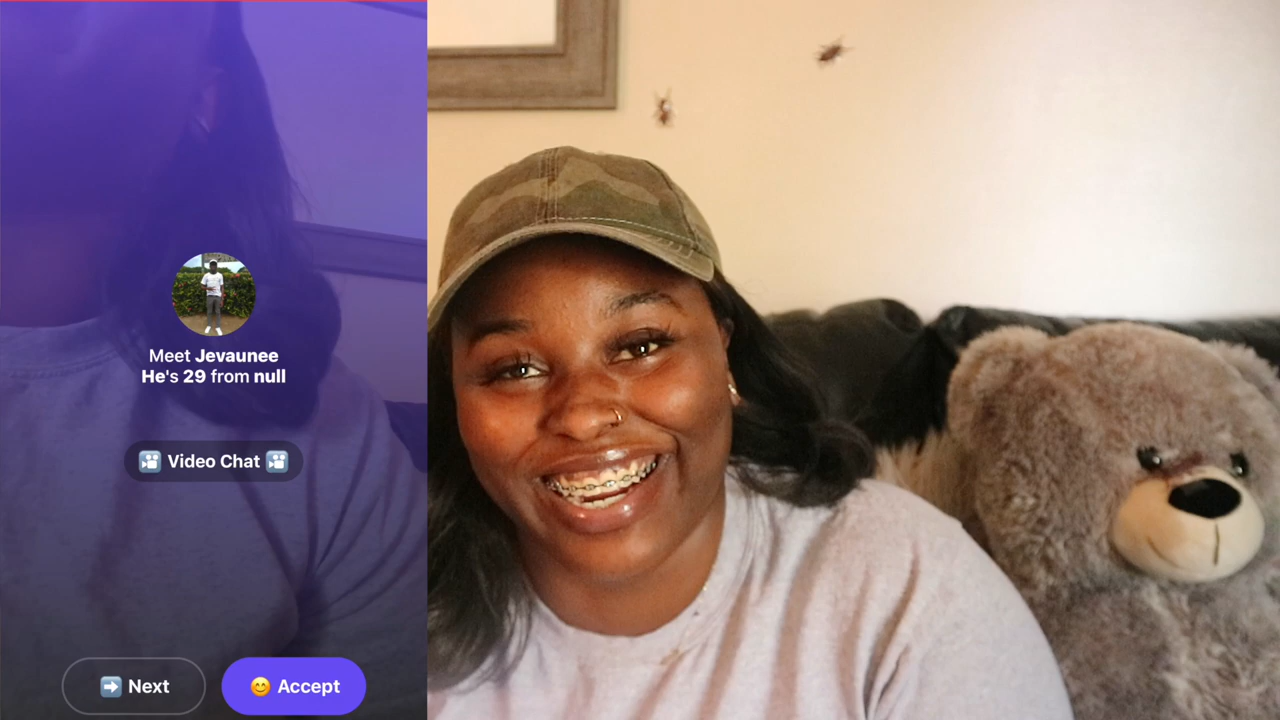 Meet Jevaunee
He's 29 from null
🎦 Video Chat 🎦
➡️ Next
😊 Accept